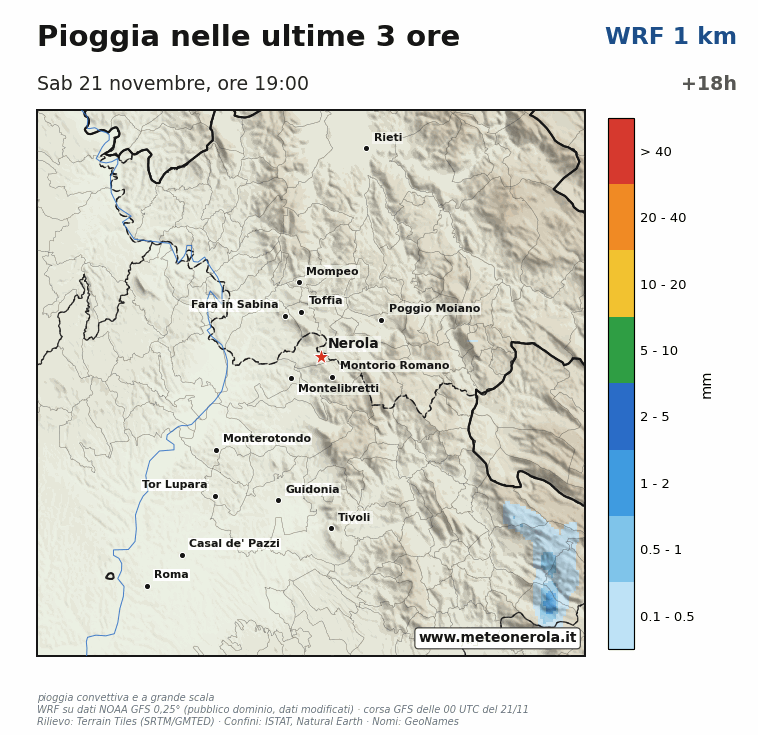 Pioggia nelle ultime 3 ore
WRF 1 km
Sab 21 novembre, ore 19:00
+18h
Rieti
Mompeo
Toffia
Fara in Sabina
Poggio Moiano
Nerola
Montorio Romano
Montelibretti
Monterotondo
Tor Lupara
Guidonia
Tivoli
Casal de' Pazzi
Roma
www.meteonerola.it
> 40
20 - 40
10 - 20
5 - 10
2 - 5
1 - 2
0.5 - 1
0.1 - 0.5
mm
pioggia convettiva e a grande scala
WRF su dati NOAA GFS 0,25° (pubblico dominio, dati modificati) · corsa GFS delle 00 UTC del 21/11
Rilievo: Terrain Tiles (SRTM/GMTED) · Confini: ISTAT, Natural Earth · Nomi: GeoNames